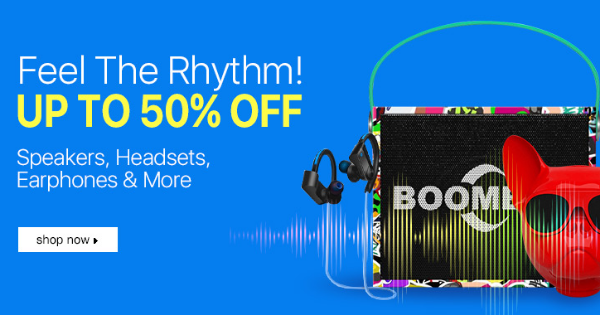 Feel The Rhythm!
UP TO 50% OFF
Speakers, Headsets,
Earphones & More
shop now